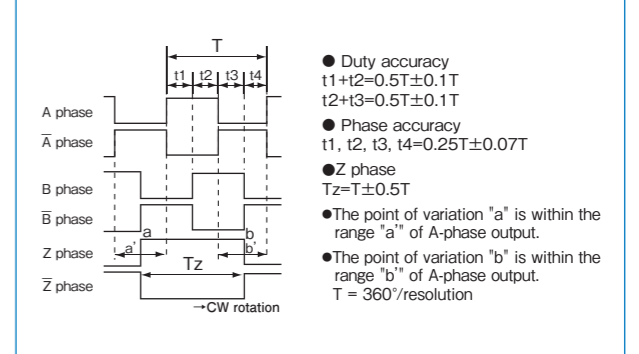 T
t1 t2 t3 t4
A phase
A̅ phase
B phase
B̅ phase
a b
Z phase a' b'
Tz
Z̅ phase
→CW rotation
● Duty accuracy
t1+t2=0.5T±0.1T
t2+t3=0.5T±0.1T
● Phase accuracy
t1, t2, t3, t4=0.25T±0.07T
●Z phase
Tz=T±0.5T
●The point of variation "a" is within the
range "a'" of A-phase output.
●The point of variation "b" is within the
range "b'" of A-phase output.
T = 360°/resolution